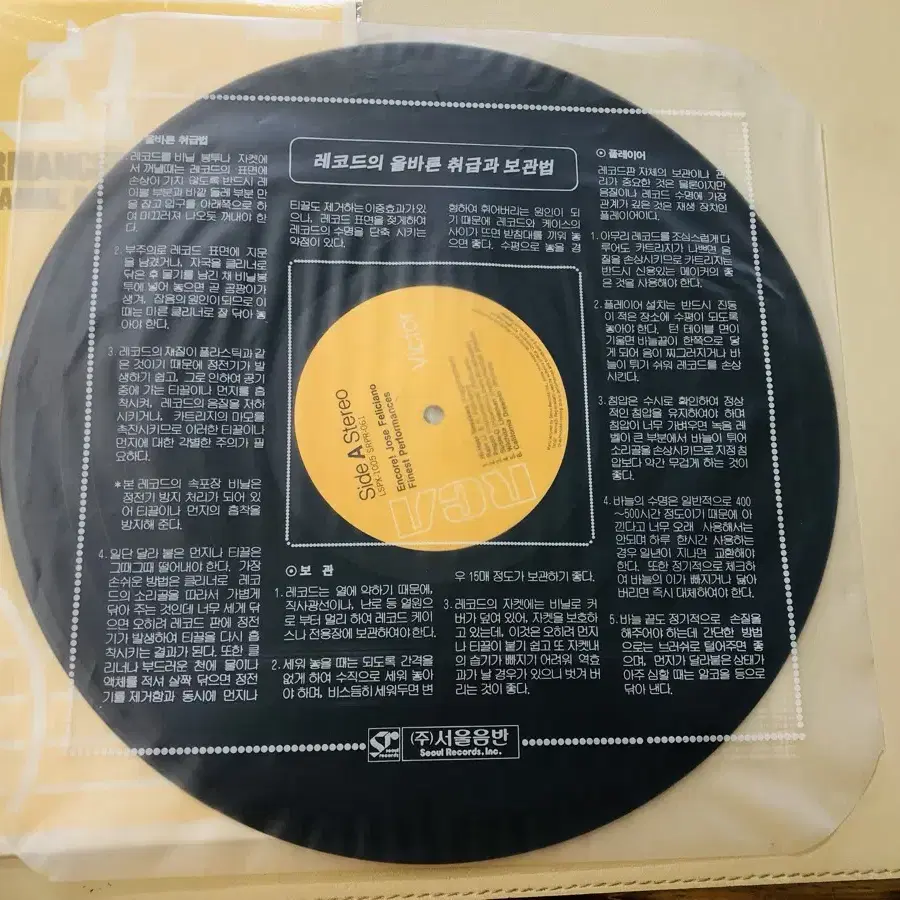 레코드의 올바른 취급과 보관법
올바른 취급법
레코드를 비닐 봉투나 자켓에
서 꺼낼때는 레코드의 표면에
손상이 가지 않도록 반드시 레
이블 부분과 바깥 둘레 부분 만
을 잡고 입구를 아래쪽으로 하
여 미끄러져 나오듯 꺼내야 한
다.
2. 부주의로 레코드 표면에 지문
을 남겼거나, 자국을 클리너로
닦은 후 물기를 남긴 채 비닐봉
투에 넣어 놓으면 곧 곰팡이가
생겨, 잡음의 원인이 되므로 이
때는 마른 클리너로 잘 닦아 놓
아야 한다.
3. 레코드의 재질이 플라스틱과 같
은 것이기 때문에 정전기가 발
생하기 쉽고, 그로 인하여 공기
중에 가는 티끌이나 먼지를 흡
착시켜, 레코드의 음질을 저하
시키거나, 카트리지의 마모를
촉진시키므로 이러한 티끌이나
먼지에 대한 각별한 주의가 필
요하다.
*본 레코드의 속포장 비닐은
정전기 방지 처리가 되어 있
어 티끌이나 먼지의 흡착을
방지해 준다.
4. 일단 달라 붙은 먼지나 티끌은
그때그때 떨어내야 한다. 가장
손쉬운 방법은 클리너로 레코
드의 소리골을 따라서 가볍게
닦아 주는 것인데 너무 세게 닦
으면 오히려 레코드 판에 정전
기가 발생하여 티끌을 다시 흡
착시키는 결과가 된다. 또한 클
리너나 부드러운 천에 물이나
액체를 적셔 살짝 닦으면 정전
기를 제거함과 동시에 먼지나
티끌도 제거하는 이중효과가 있
으나, 레코드 표면을 젖게하여
레코드의 수명을 단축 시키는
약점이 있다.
⊙보 관
1. 레코드는 열에 약하기 때문에,
직사광선이나, 난로 등 열원으
로 부터 멀리 하여 레코드 케이
스나 전용장에 보관하여야 한다.
2. 세워 놓을 때는 되도록 간격을
없게 하여 수직으로 세워 놓아
야 하며, 비스듬히 세워두면 변
형하여 휘어버리는 원인이 되
기 때문에 레코드와 케이스의
사이가 뜨면 받침대를 끼워 놓
으면 좋다. 수평으로 놓을 경
우 15매 정도가 보관하기 좋다.
3. 레코드의 자켓에는 비닐로 커
버가 덮여 있어, 자켓을 보호하
고 있는데, 이것은 오히려 먼지
나 티끌이 붙기 쉽고 또 자켓내
의 습기가 빠지기 어려워 역효
과가 날 경우가 있으니 벗겨 버
리는 것이 좋다.
⊙ 플레이어
레코드판 자체의 보관이나 관
리가 중요한 것은 물론이지만
음질이나 레코드 수명에 가장
관계가 깊은 것은 재생 장치인
플레이어이다.
1. 아무리 레코드를 조심스럽게 다
루어도 카트리지가 나쁘면 음
질을 손상시키므로 카트리지는
반드시 신용있는 메이커의 좋
은 것을 사용해야 한다.
2. 플레이어 설치는 반드시 진동
이 적은 장소에 수평이 되도록
놓아야 한다. 턴 테이블 면이
기울면 바늘끝이 한쪽으로 닳
게 되어 음이 찌그러지거나 바
늘이 튀기 쉬워 레코드를 손상
시킨다.
3. 침압은 수시로 확인하여 정상
적인 침압을 유지하여야 하며
침압이 너무 가벼우면 녹음 레
벨이 큰 부분에서 바늘이 튀어
소리골을 손상시키므로 지정 침
압보다 약간 무겁게 하는 것이
좋다.
4. 바늘의 수명은 일반적으로 400
~500시간 정도이기 때문에 아
낀다고 너무 오래 사용해서는
안되며 하루 한시간 사용하는
경우 일년이 지나면 교환해야
한다. 또한 정기적으로 체크하
여 바늘의 이가 빠지거나 닳아
버리면 즉시 대체하여야 한다.
5. 바늘 끝도 정기적으로 손질을
해주어야 하는데 간단한 방법
으로는 브러쉬로 털어주면 좋
으며, 먼지가 달라붙은 상태가
아주 심할 때는 알코올 등으로
닦아 낸다.
Side A Stereo
LSPX-1005 SRPR-061
Encore! Jose Feliciano
Finest Performances
VICTOR
RCA
seoul
records
(주)서울음반
Seoul Records, Inc.